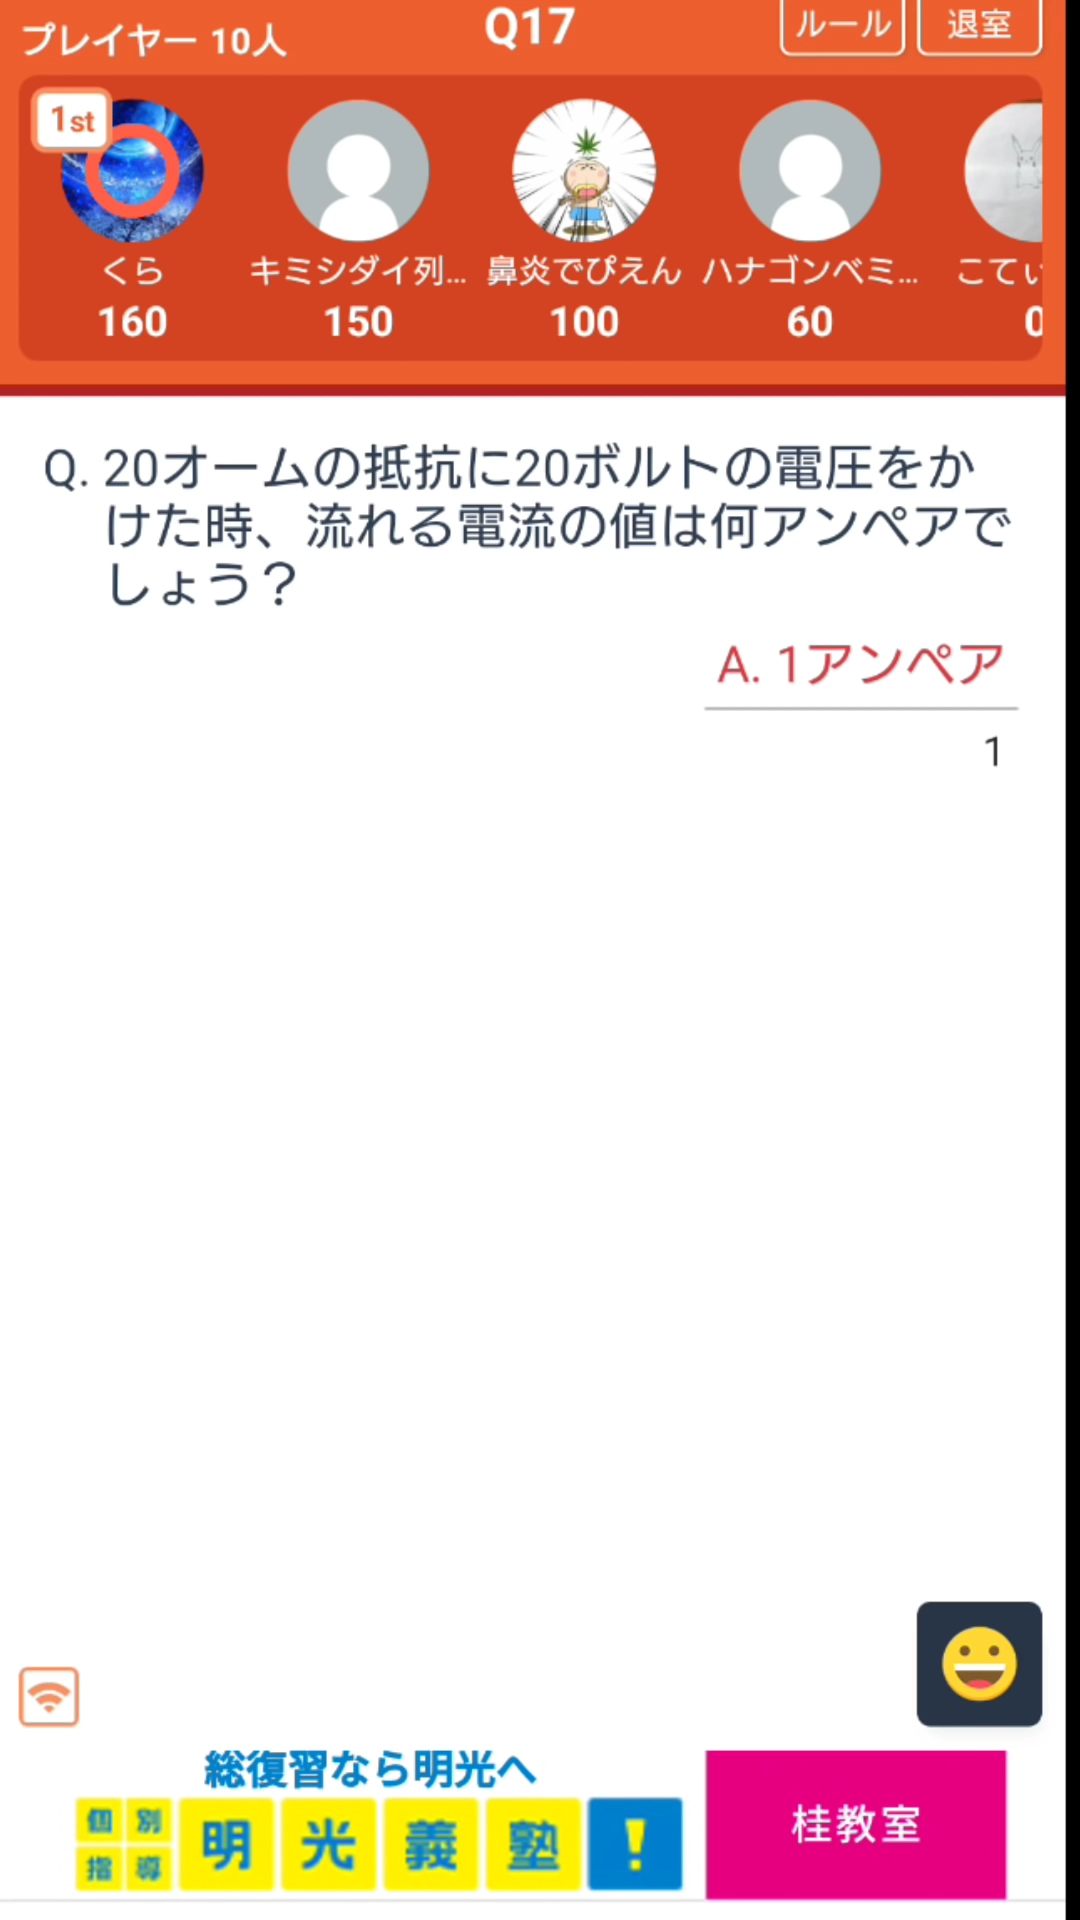 プレイヤー 10人
Q17
ルール
退室
1st
くら
キミシダイ列...
鼻炎でぴえん
ハナゴンベミ...
こてぃ
160
150
100
60
0
Q. 20オームの抵抗に20ボルトの電圧をか
けた時、流れる電流の値は何アンペアで
しょう？
A. 1アンペア
1
総復習なら明光へ
個別
指導
明光義塾!
桂教室